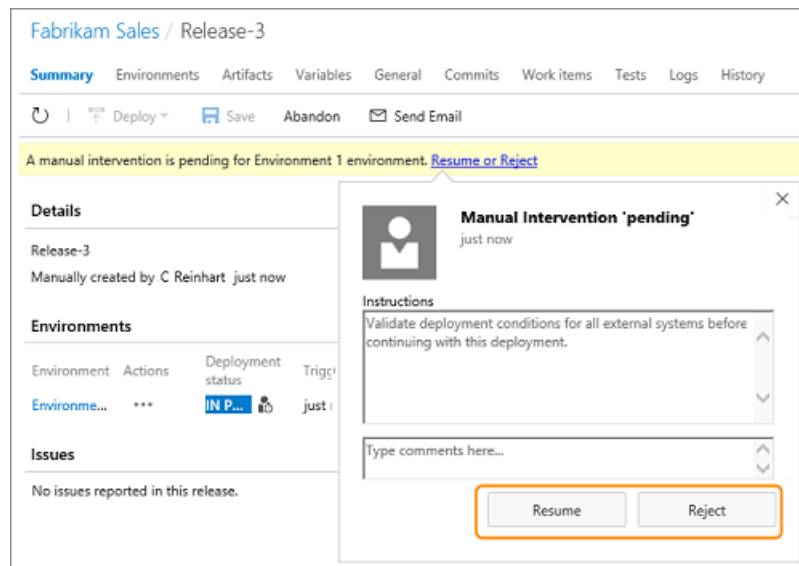 Fabrikam Sales / Release-3
Summary Environments Artifacts Variables General Commits Work items Tests Logs History
Deploy Save Abandon Send Email
A manual intervention is pending for Environment 1 environment. Resume or Reject
Details
Release-3
Manually created by C Reinhart just now
Environments
Environment Actions Deployment status
Environme... ... IN P... just
Issues
No issues reported in this release.
Manual Intervention 'pending'
just now
Instructions
Validate deployment conditions for all external systems before
continuing with this deployment.
Type comments here...
Resume Reject